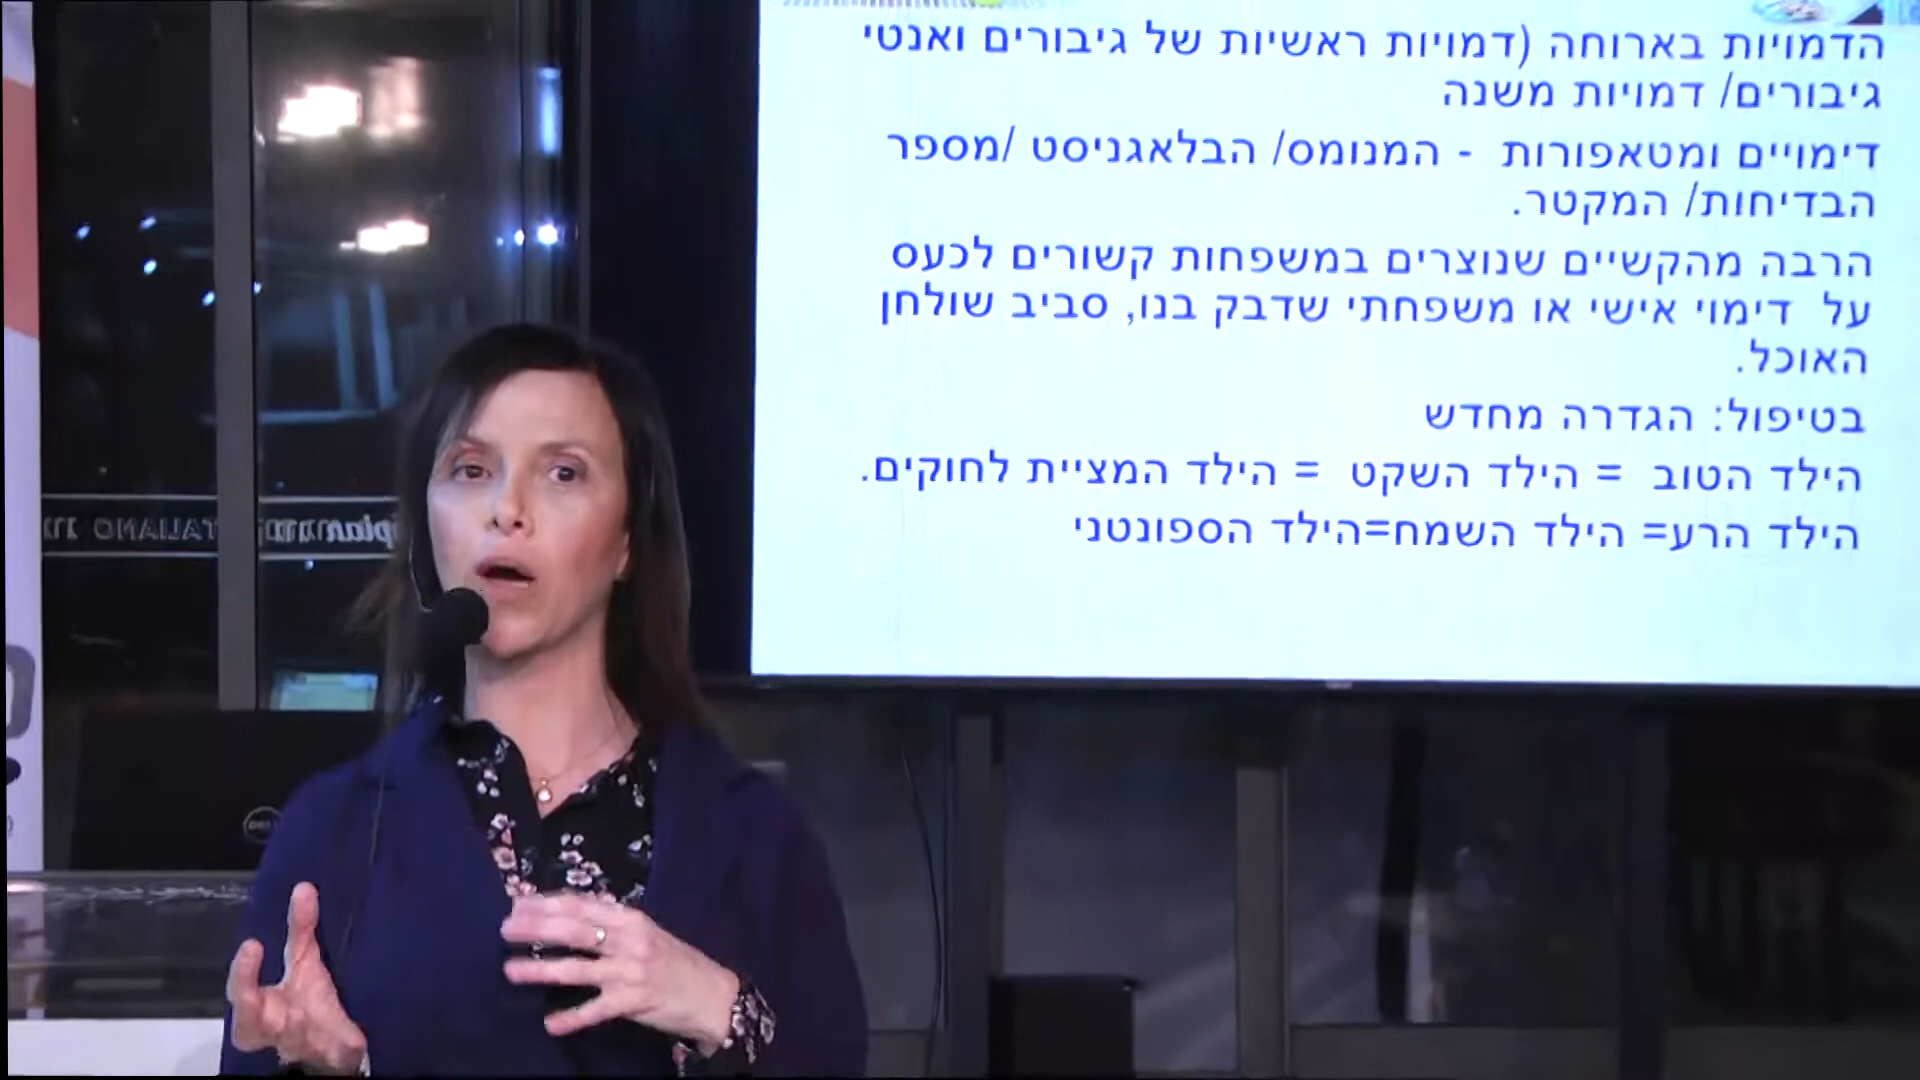 הדמויות בארוחה (דמויות ראשיות של גיבורים ואנטי
גיבורים/ דמויות משנה
דימויים ומטאפורות - המנומס/ הבלאגניסט /מספר
הבדיחות/ המקטר.
הרבה מהקשיים שנוצרים במשפחות קשורים לכעס
על דימוי אישי או משפחתי שדבק בנו, סביב שולחן
האוכל.
בטיפול: הגדרה מחדש
הילד הטוב = הילד השקט = הילד המציית לחוקים.
הילד הרע= הילד השמח=הילד הספונטני
ITALIANO
DELL